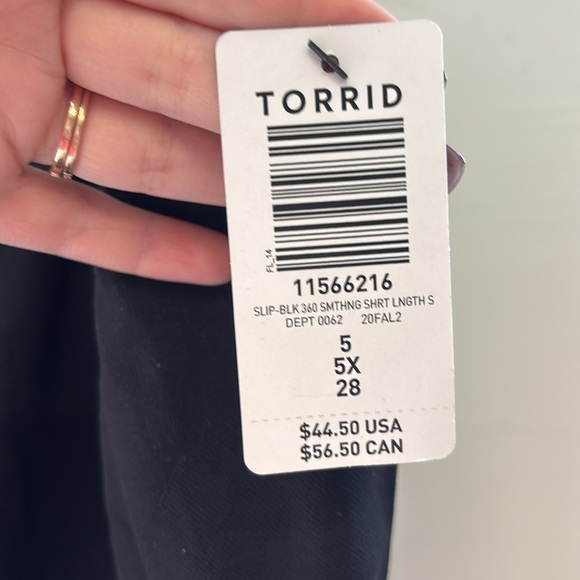 TORRID
FL_14
11566216
SLIP-BLK 360 SMTHNG SHRT LNGTH S
DEPT 0062 20FAL2
5
5X
28
$44.50 USA
$56.50 CAN